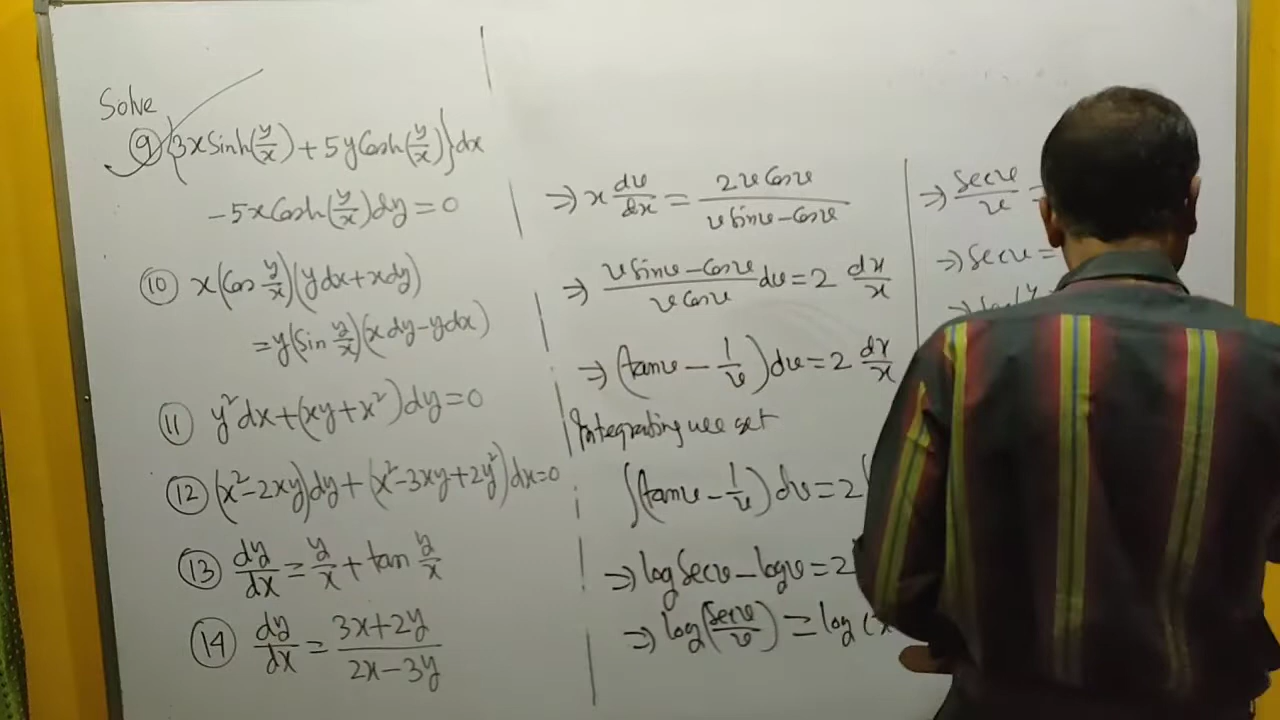 Solve
⑨ {3x Sinh(y/x) + 5y Cosh(y/x)}dx
-5x Cosh(y/x)dy = 0
⑩ x(Cos y/x)(ydx+xdy)
= y(Sin y/x)(xdy-ydx)
⑪ y²dx+(xy+x²)dy=0
⑫ (x²-2xy)dy+(x²-3xy+2y²)dx=0
⑬ dy/dx = y/x + tan y/x
⑭ dy/dx = (3x+2y)/(2x-3y)
⇒ x dv/dx = (2v Cosv)/(v Sinv - Cosv)
⇒ (v Sinv - Cosv)/(v Cosv) dv = 2 dx/x
⇒ (tanv - 1/v)dv = 2 dx/x
Integrating we get
∫(tanv - 1/v)dv = 2∫
⇒ log Secv - logv = 2
⇒ log(Secv/v) = log (x
⇒ Secv/v =
⇒ Secv =